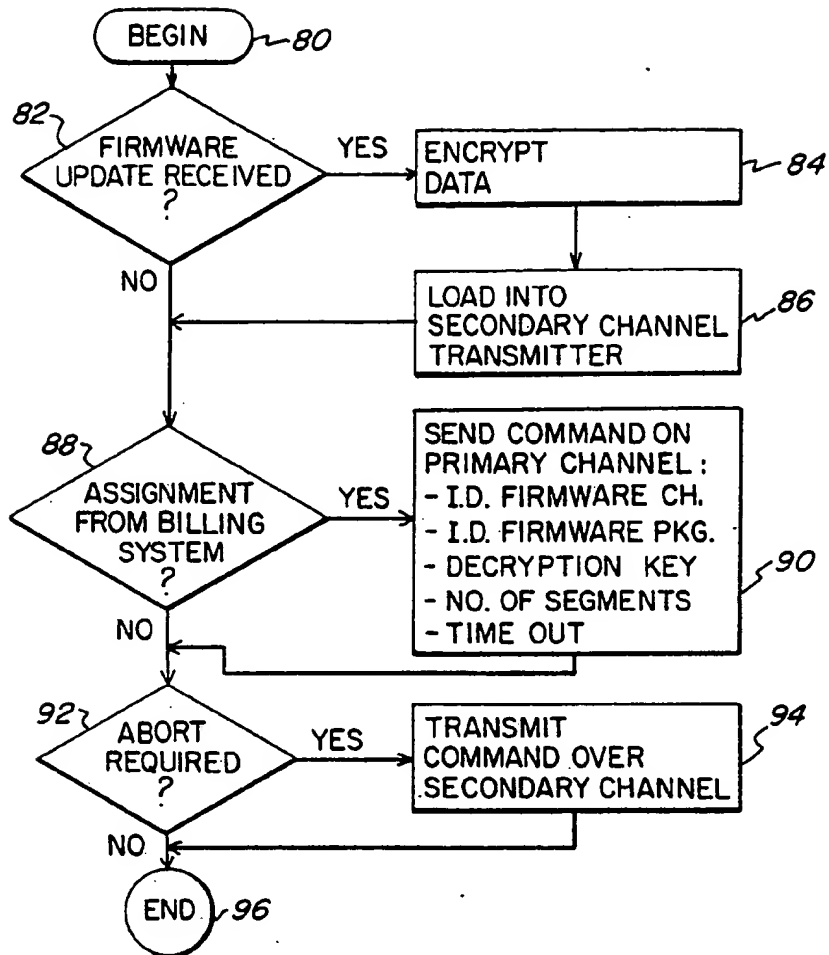 BEGIN
80
82
FIRMWARE
UPDATE RECEIVED
?
YES
ENCRYPT
DATA
84
NO
LOAD INTO
SECONDARY CHANNEL
TRANSMITTER
86
88
ASSIGNMENT
FROM BILLING
SYSTEM
?
YES
SEND COMMAND ON
PRIMARY CHANNEL :
- I.D. FIRMWARE CH.
- I.D. FIRMWARE PKG.
- DECRYPTION KEY
- NO. OF SEGMENTS
- TIME OUT
90
NO
92
ABORT
REQUIRED
?
YES
TRANSMIT
COMMAND OVER
SECONDARY CHANNEL
94
NO
END
96